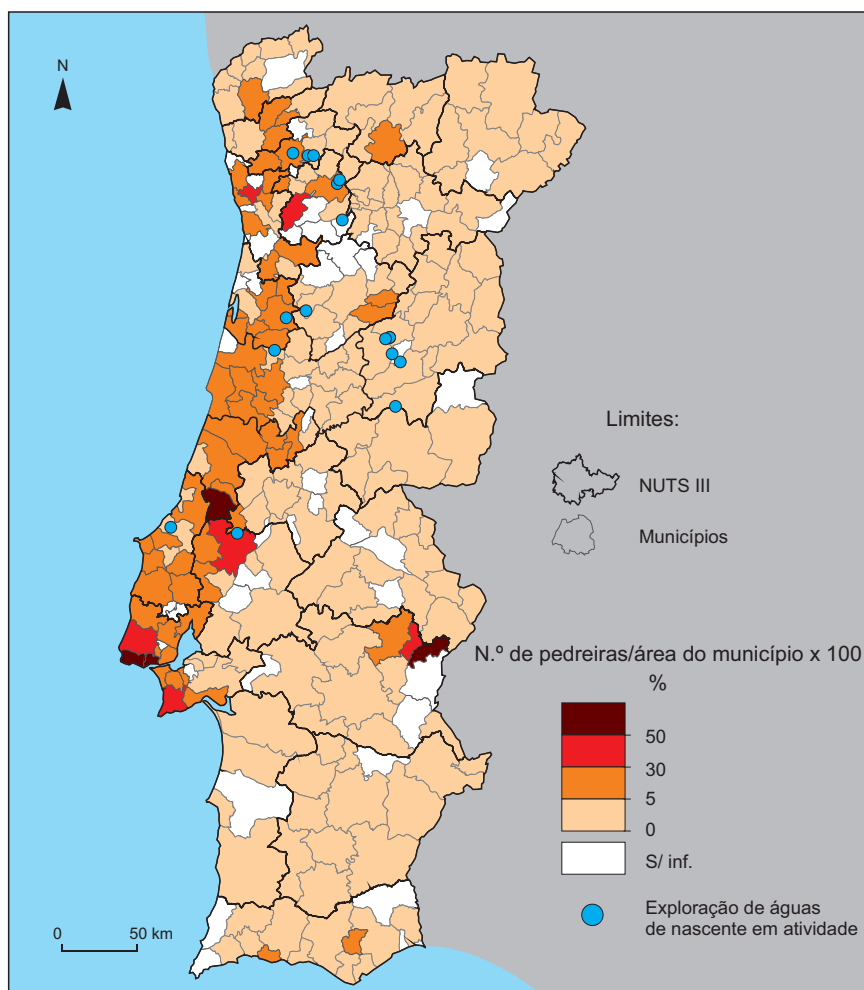 N
Limites:
NUTS III
Municípios
N.º de pedreiras/área do município x 100
%
50
30
5
0
S/ inf.
Exploração de águas
de nascente em atividade
0 50 km